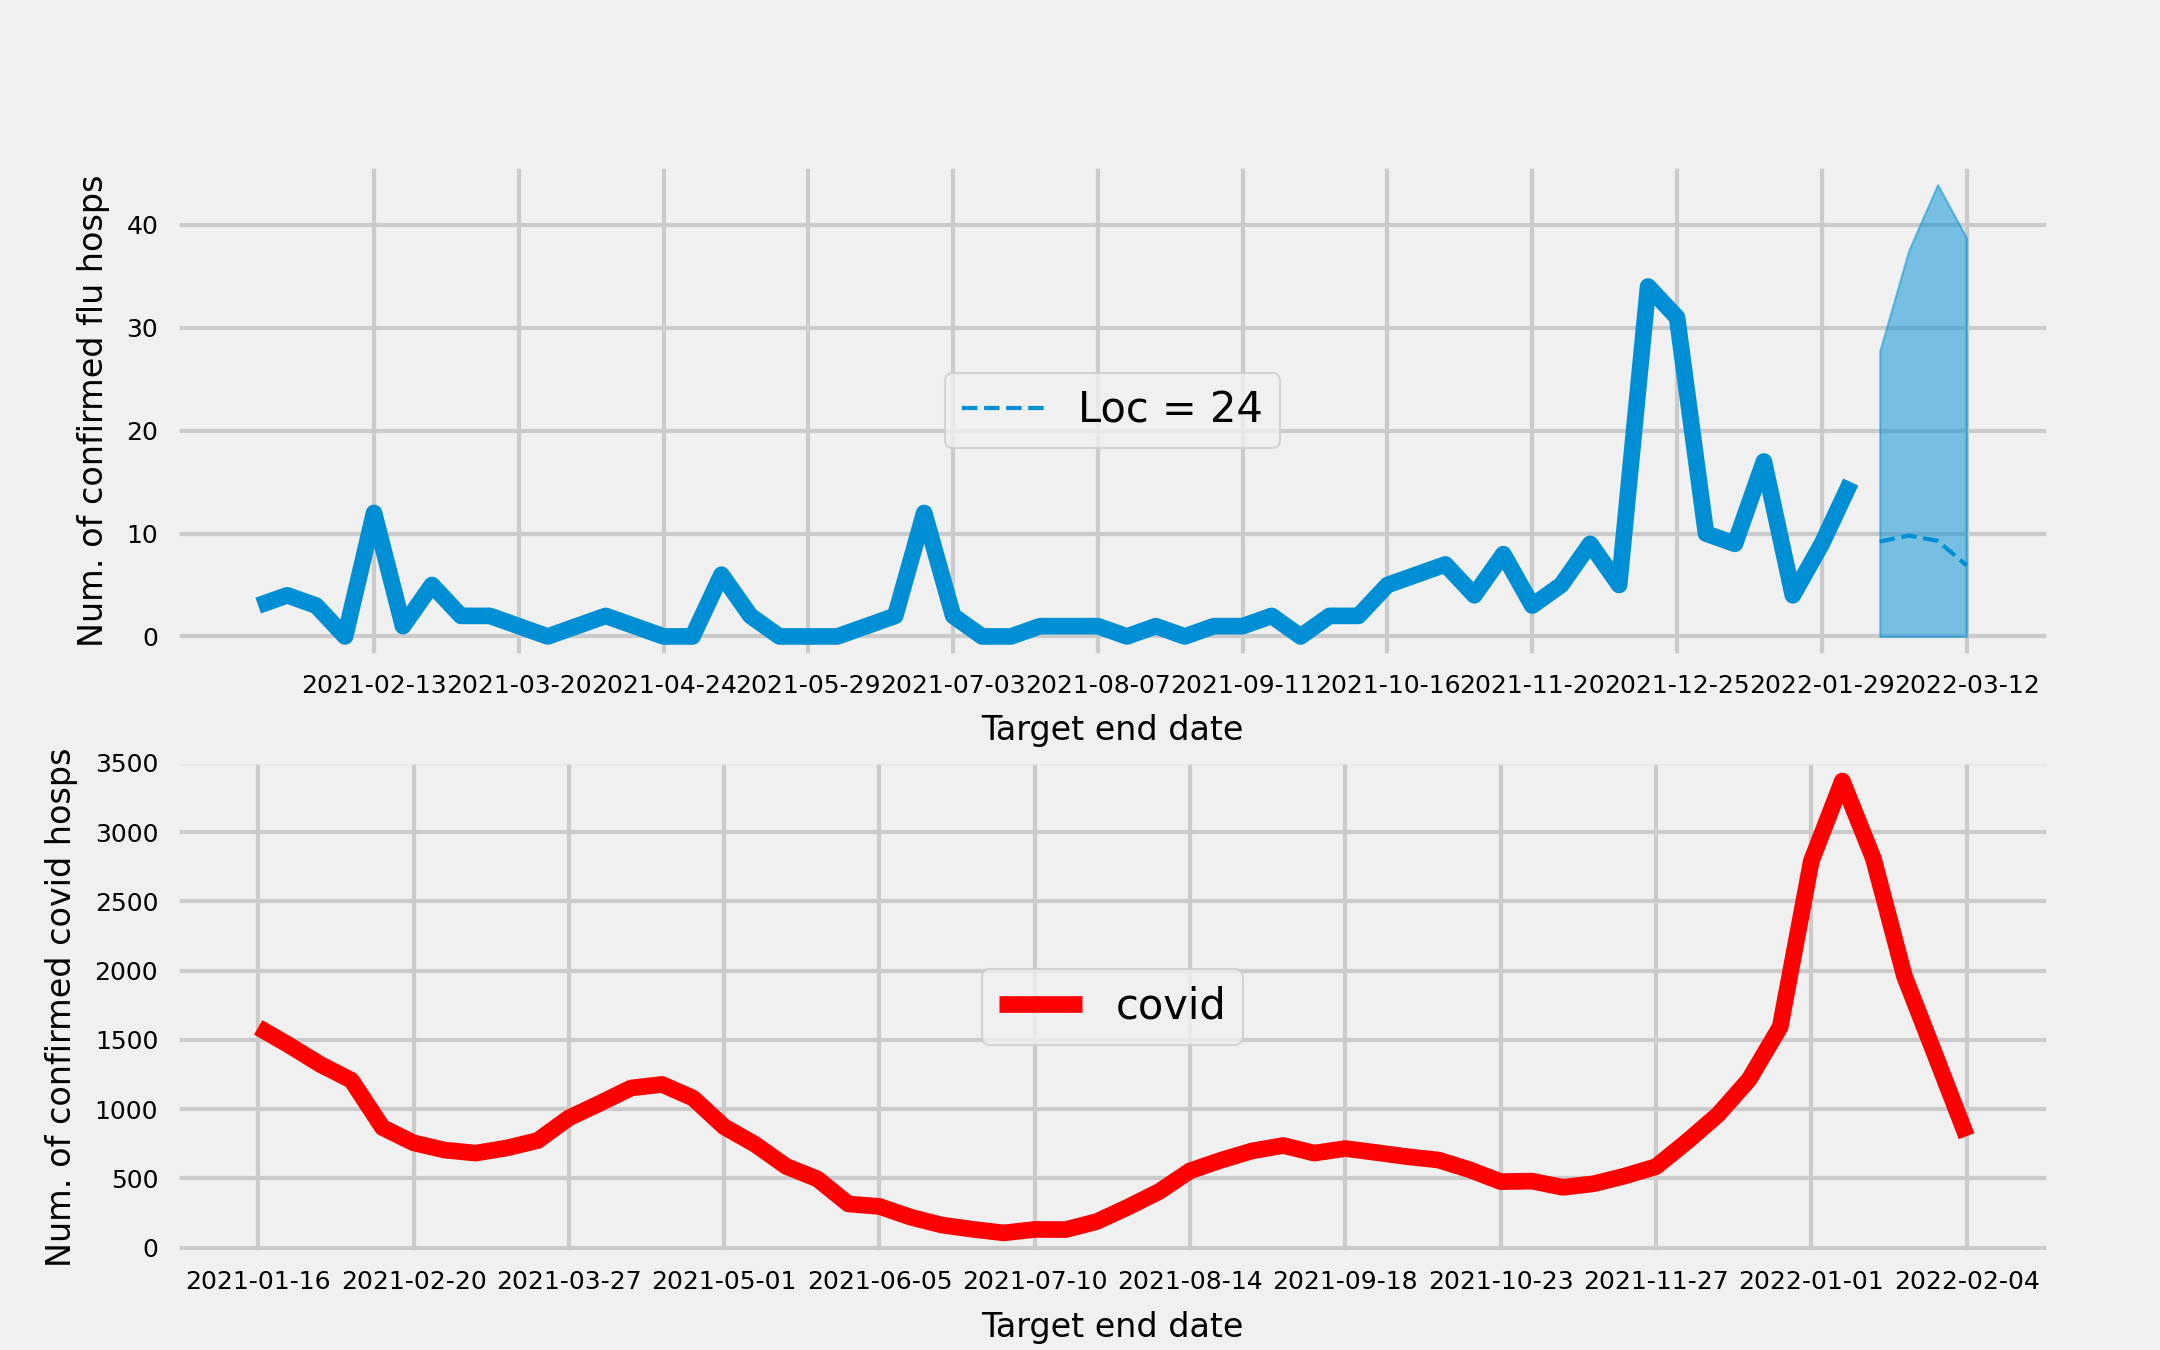 Num. of confirmed flu hosps
40
30
20
10
0
Loc = 24
2021-02-13 2021-03-20 2021-04-24 2021-05-29 2021-07-03 2021-08-07 2021-09-11 2021-10-16 2021-11-20 2021-12-25 2022-01-29 2022-03-12
Target end date
Num. of confirmed covid hosps
3500
3000
2500
2000
1500
1000
500
0
covid
2021-01-16 2021-02-20 2021-03-27 2021-05-01 2021-06-05 2021-07-10 2021-08-14 2021-09-18 2021-10-23 2021-11-27 2022-01-01 2022-02-04
Target end date